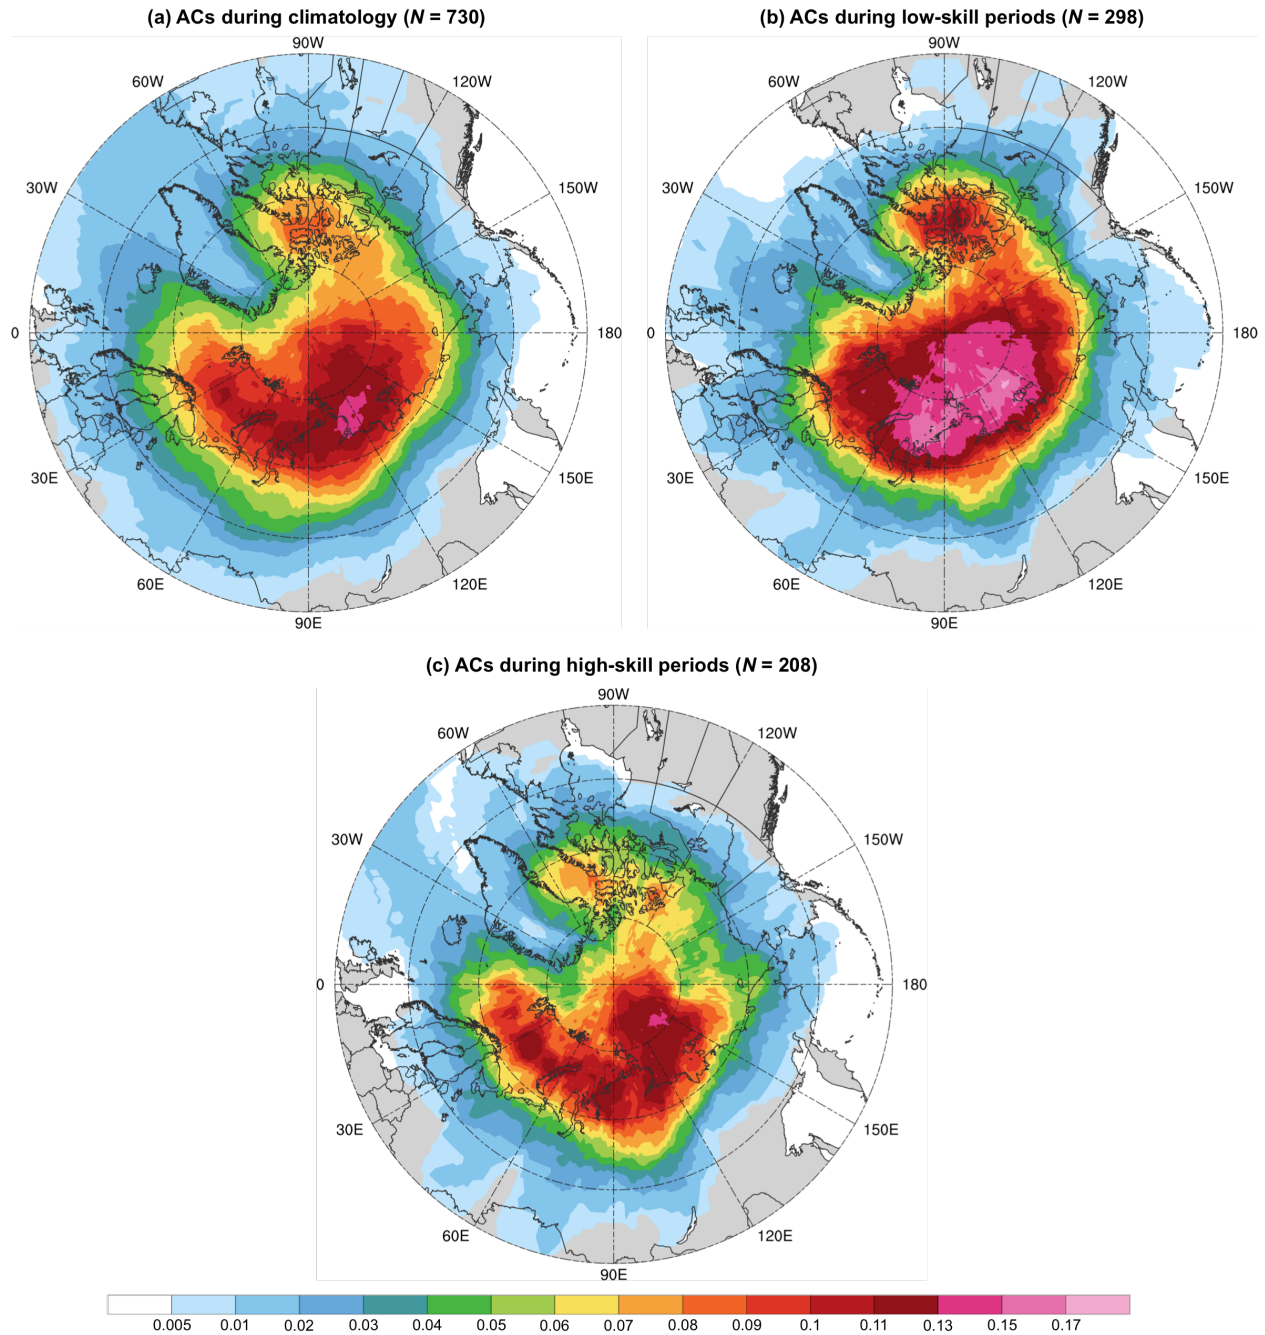 (a) ACs during climatology (N = 730)
90W
60W 120W
30W 150W
0 180
30E 150E
60E 120E
90E
(b) ACs during low-skill periods (N = 298)
90W
60W 120W
30W 150W
0 180
30E 150E
60E 120E
90E
(c) ACs during high-skill periods (N = 208)
90W
60W 120W
30W 150W
0 180
30E 150E
60E 120E
90E
0.005 0.01 0.02 0.03 0.04 0.05 0.06 0.07 0.08 0.09 0.1 0.11 0.13 0.15 0.17